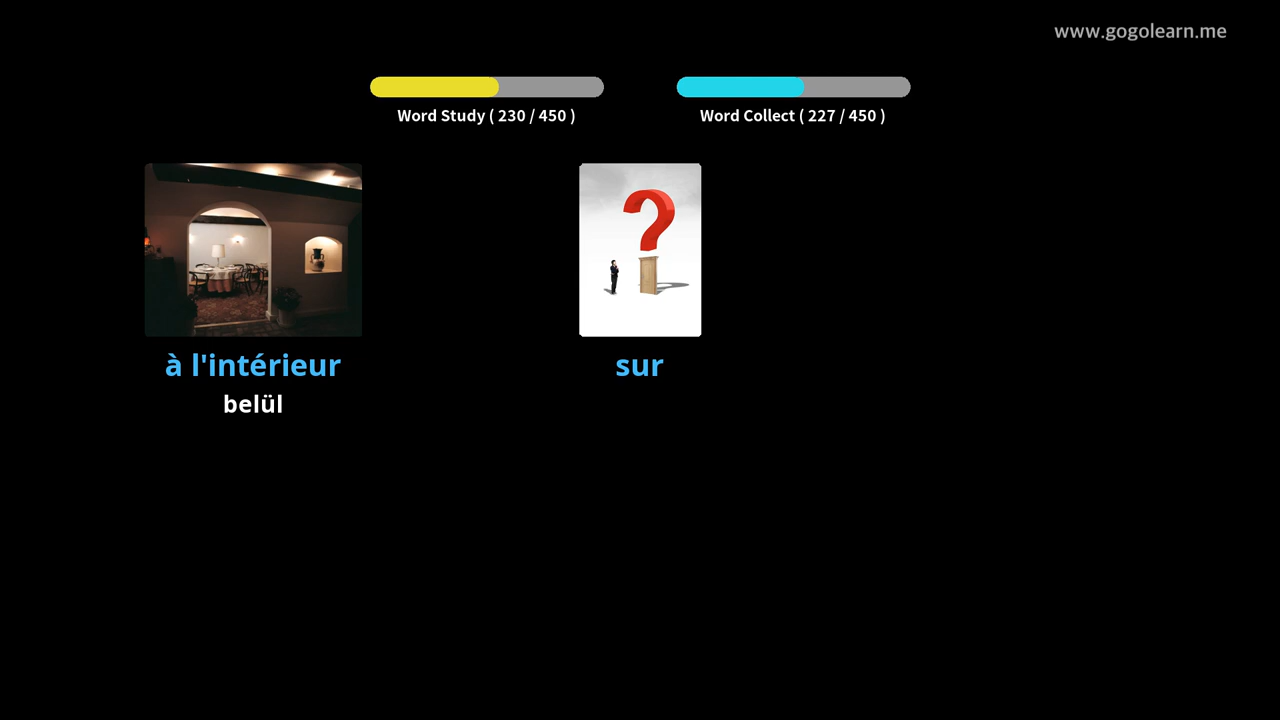 www.gogolearn.me
Word Study ( 230 / 450 )
Word Collect ( 227 / 450 )
à l'intérieur
sur
belül